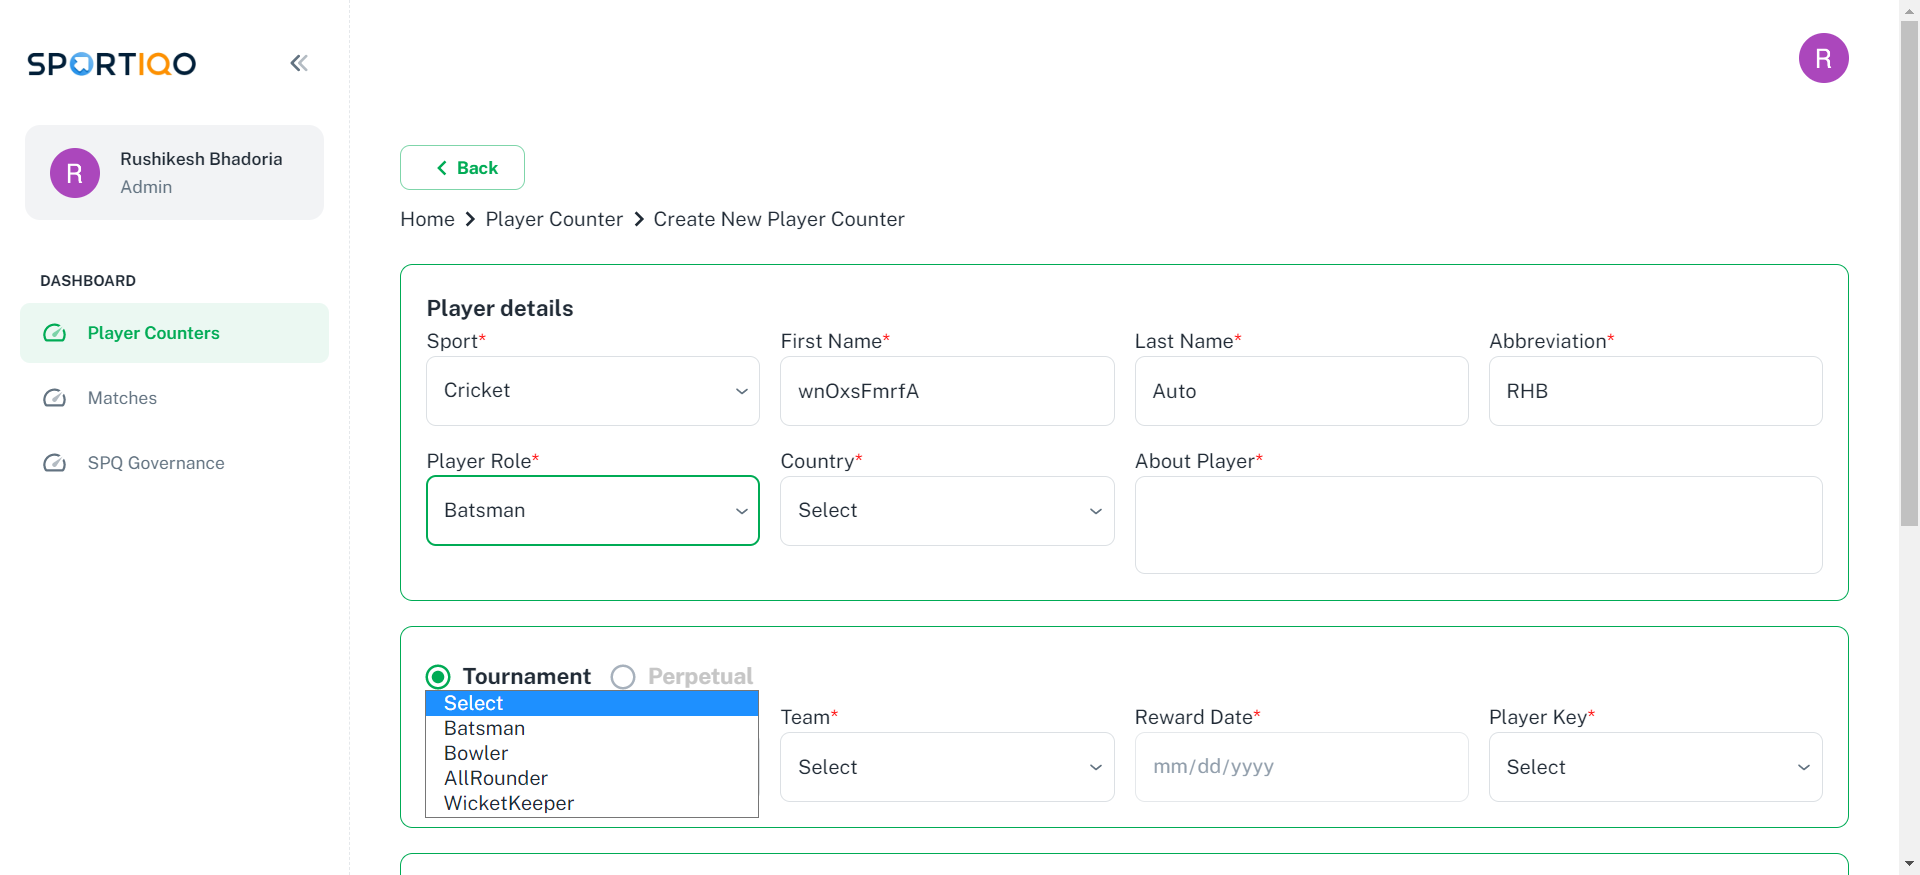 SPORTIQO
R
R
Rushikesh Bhadoria
Admin
DASHBOARD
Player Counters
Matches
SPQ Governance
Back
Home > Player Counter > Create New Player Counter
Player details
Sport* First Name* Last Name* Abbreviation*
Cricket wnOxsFmrfA Auto RHB
Player Role* Country* About Player*
Batsman Select
Tournament Perpetual
Select
Batsman
Bowler
AllRounder
WicketKeeper
Team* Reward Date* Player Key*
Select mm/dd/yyyy Select